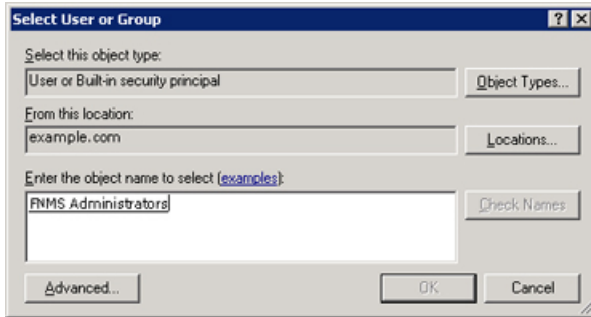 Select User or Group
Select this object type:
User or Built-in security principal
Object Types...
From this location:
example.com
Locations...
Enter the object name to select (examples):
FNMS Administrators
Check Names
Advanced...
OK
Cancel